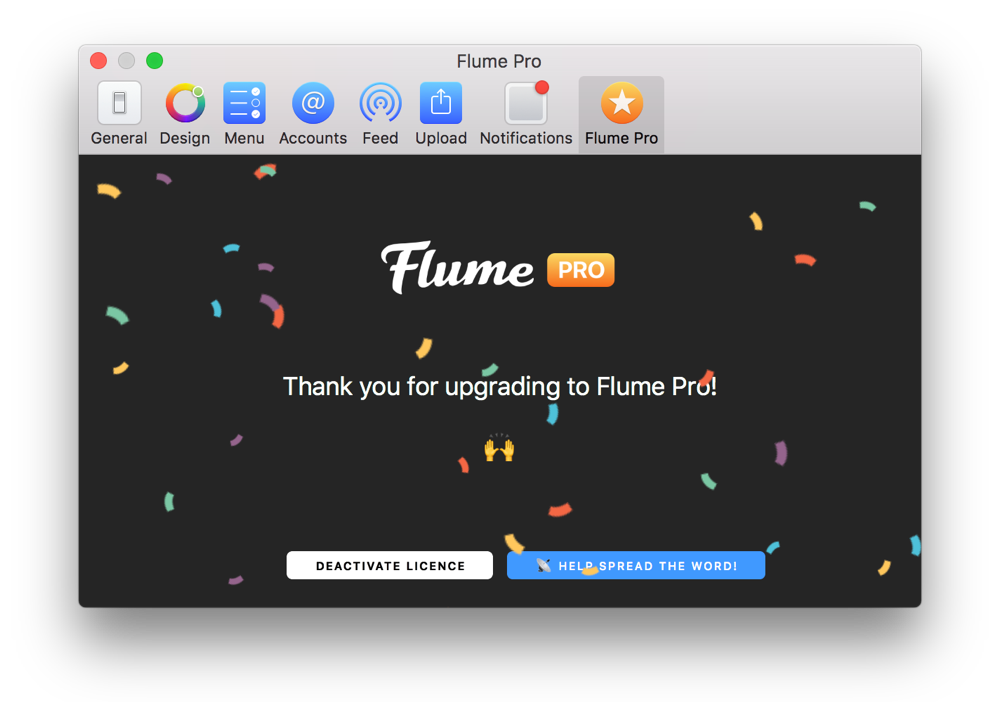 Flume Pro
General Design Menu Accounts Feed Upload Notifications Flume Pro
Flume PRO
Thank you for upgrading to Flume Pro!
DEACTIVATE LICENCE
HELP SPREAD THE WORD!